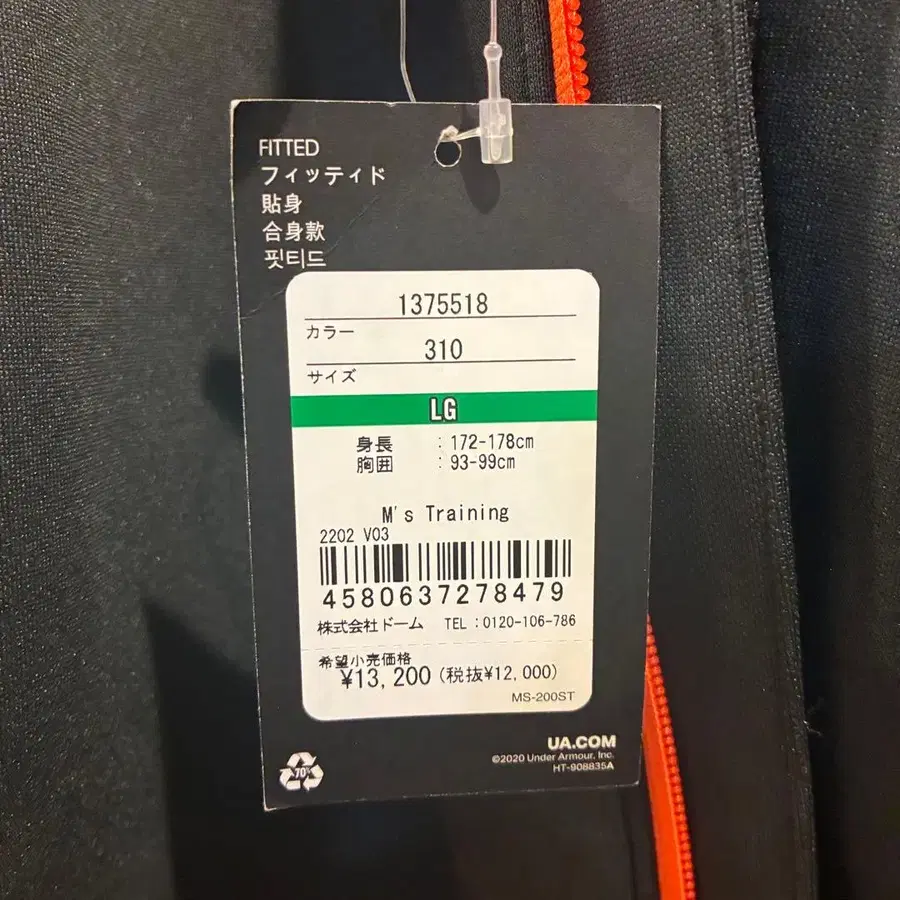 FITTED
フィッティド
貼身
合身款
핏티드
1375518
カラー
310
サイズ
LG
身長 : 172-178cm
胸囲 : 93-99cm
M's Training
2202 V03
4580637278479
株式会社ドーム TEL：0120-106-786
希望小売価格
¥13,200(税抜¥12,000)
MS-200ST
UA.COM
©2020 Under Armour, Inc.
HT-908835A
70%